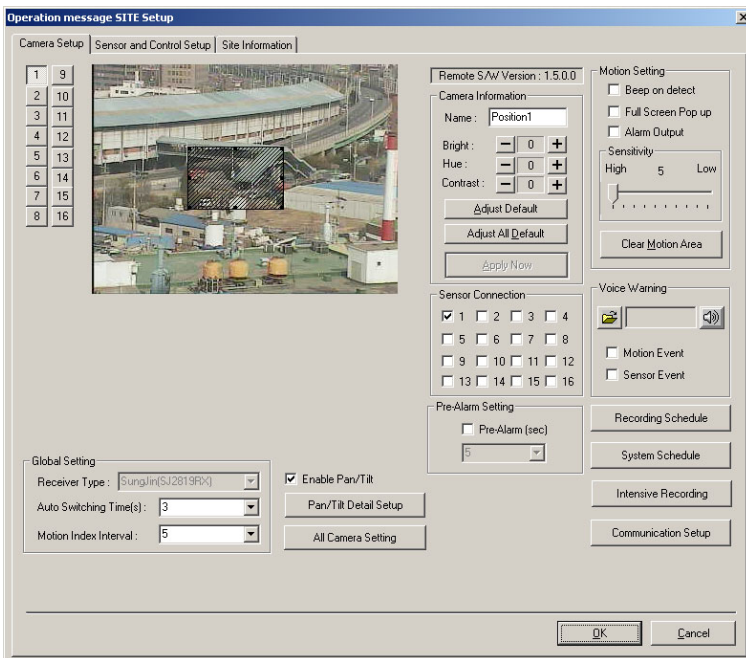 Operation message SITE Setup
Camera Setup
Sensor and Control Setup
Site Information
1 9
2 10
3 11
4 12
5 13
6 14
7 15
8 16
Remote S/W Version : 1.5.0.0
Camera Information
Name : Position1
Bright : 0
Hue : 0
Contrast : 0
Adjust Default
Adjust All Default
Apply Now
Motion Setting
Beep on detect
Full Screen Pop up
Alarm Output
Sensitivity
High 5 Low
Clear Motion Area
Sensor Connection
1 2 3 4
5 6 7 8
9 10 11 12
13 14 15 16
Voice Warning
Motion Event
Sensor Event
Pre-Alarm Setting
Pre-Alarm (sec)
5
Recording Schedule
System Schedule
Intensive Recording
Communication Setup
Global Setting
Receiver Type : SungJin(SJ2819RX)
Auto Switching Time(s) : 3
Motion Index Interval : 5
Enable Pan/Tilt
Pan/Tilt Detail Setup
All Camera Setting
OK
Cancel